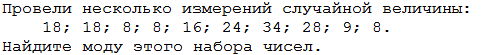 Провели несколько измерений случайной величины:
18; 18; 8; 8; 16; 24; 34; 28; 9; 8.
Найдите моду этого набора чисел.